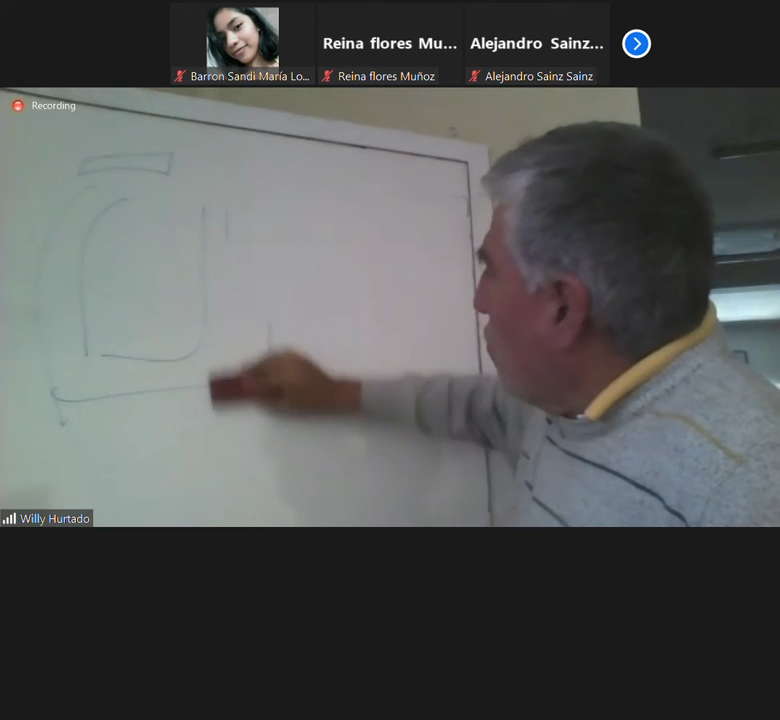 Reina flores Mu...
Alejandro Sainz...
Barron Sandi María Lo...
Reina flores Muñoz
Alejandro Sainz Sainz
Recording
Willy Hurtado